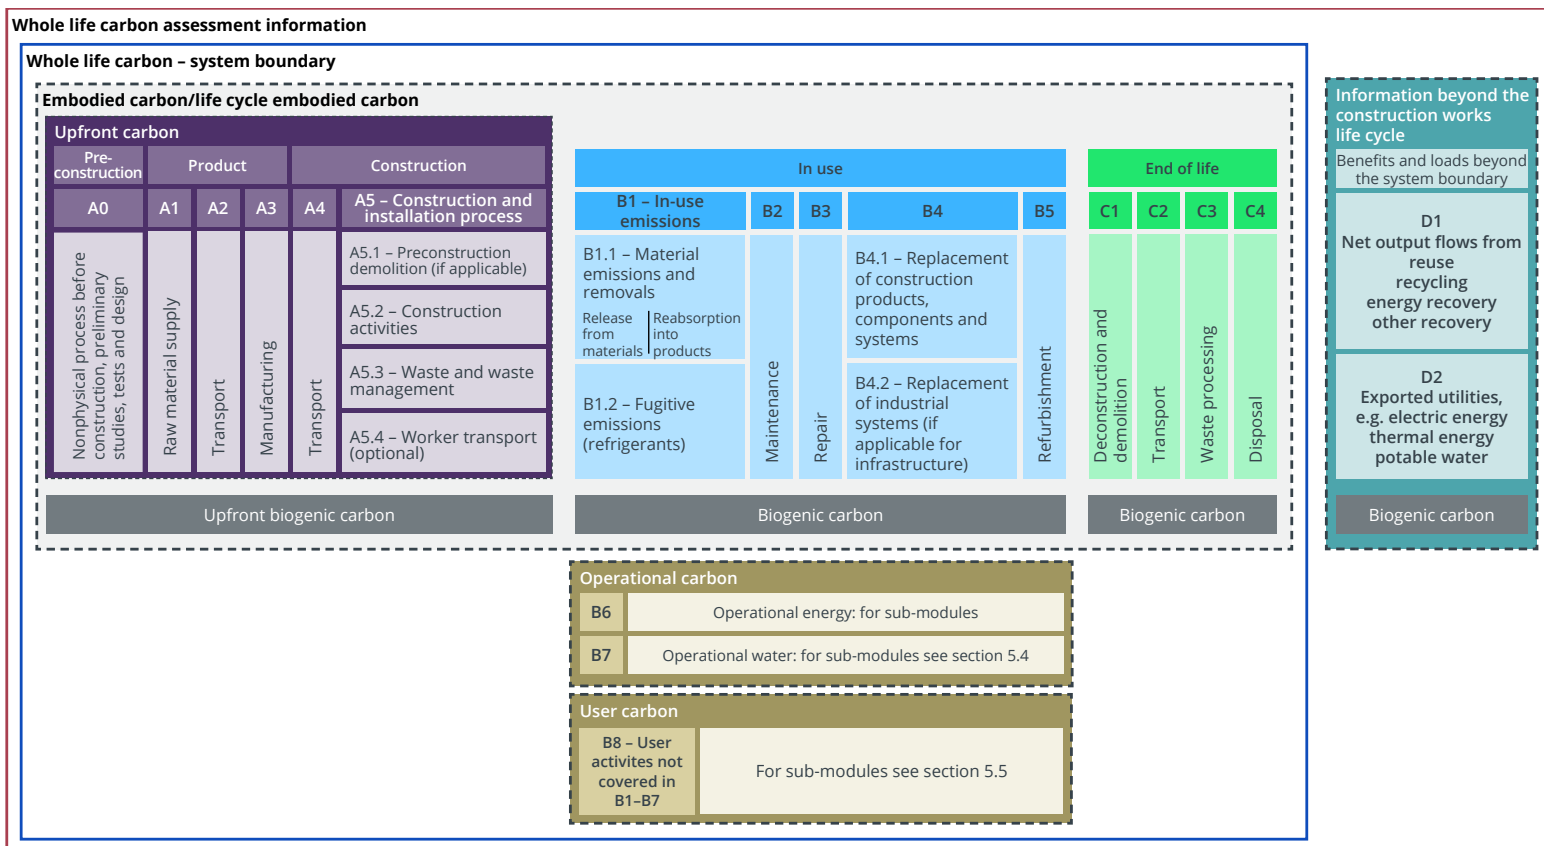 Whole life carbon assessment information
Whole life carbon – system boundary
Embodied carbon/life cycle embodied carbon
Upfront carbon
Pre-
construction
Product
Construction
A0
A1
A2
A3
A4
A5 – Construction and
installation process
Nonphysical process before
construction, preliminary
studies, tests and design
Raw material supply
Transport
Manufacturing
Transport
A5.1 – Preconstruction
demolition (if applicable)
A5.2 – Construction
activities
A5.3 – Waste and waste
management
A5.4 – Worker transport
(optional)
Upfront biogenic carbon
In use
B1 – In-use
emissions
B2
B3
B4
B5
B1.1 – Material
emissions and
removals
Release
from
materials
Reabsorption
into
products
B1.2 – Fugitive
emissions
(refrigerants)
Maintenance
Repair
B4.1 – Replacement
of construction
products,
components and
systems
B4.2 – Replacement
of industrial
systems (if
applicable for
infrastructure)
Refurbishment
Biogenic carbon
End of life
C1
C2
C3
C4
Deconstruction and
demolition
Transport
Waste processing
Disposal
Biogenic carbon
Operational carbon
B6
Operational energy: for sub-modules
B7
Operational water: for sub-modules see section 5.4
User carbon
B8 – User
activites not
covered in
B1–B7
For sub-modules see section 5.5
Information beyond the
construction works
life cycle
Benefits and loads beyond
the system boundary
D1
Net output flows from
reuse
recycling
energy recovery
other recovery
D2
Exported utilities,
e.g. electric energy
thermal energy
potable water
Biogenic carbon